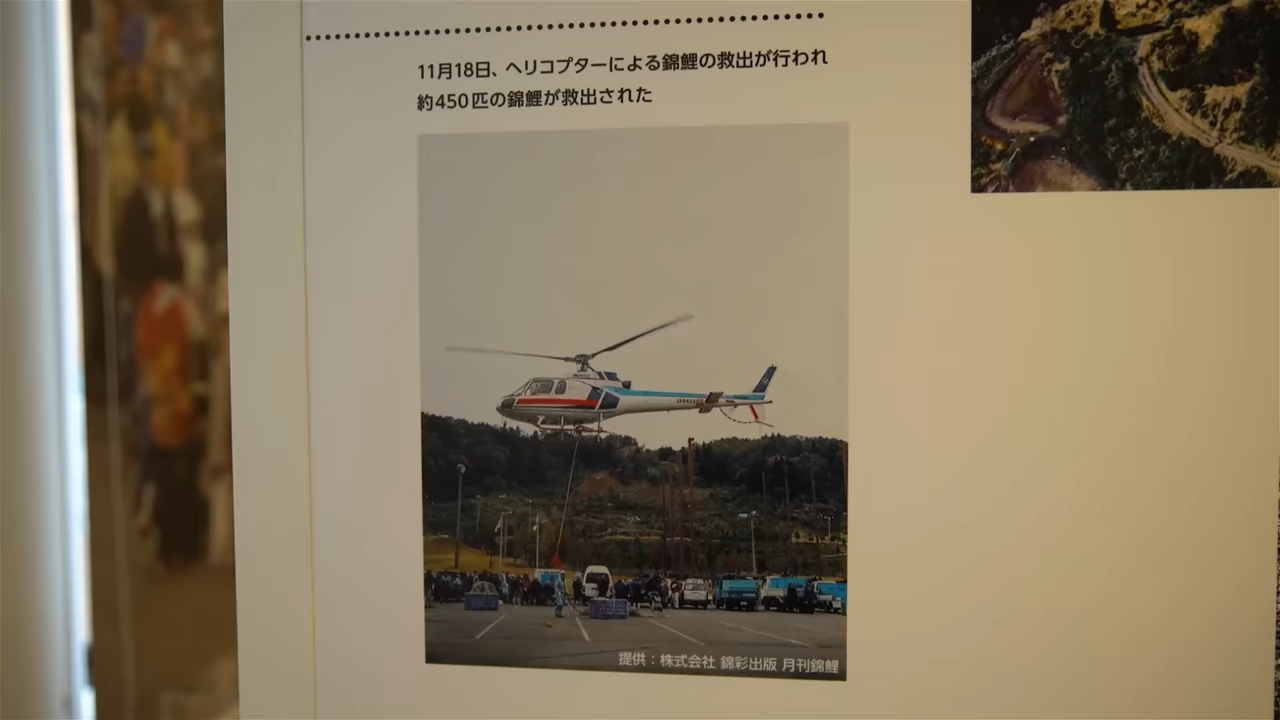 11月18日、ヘリコプターによる錦鯉の救出が行われ
約450匹の錦鯉が救出された
提供：株式会社 錦彩出版 月刊錦鯉